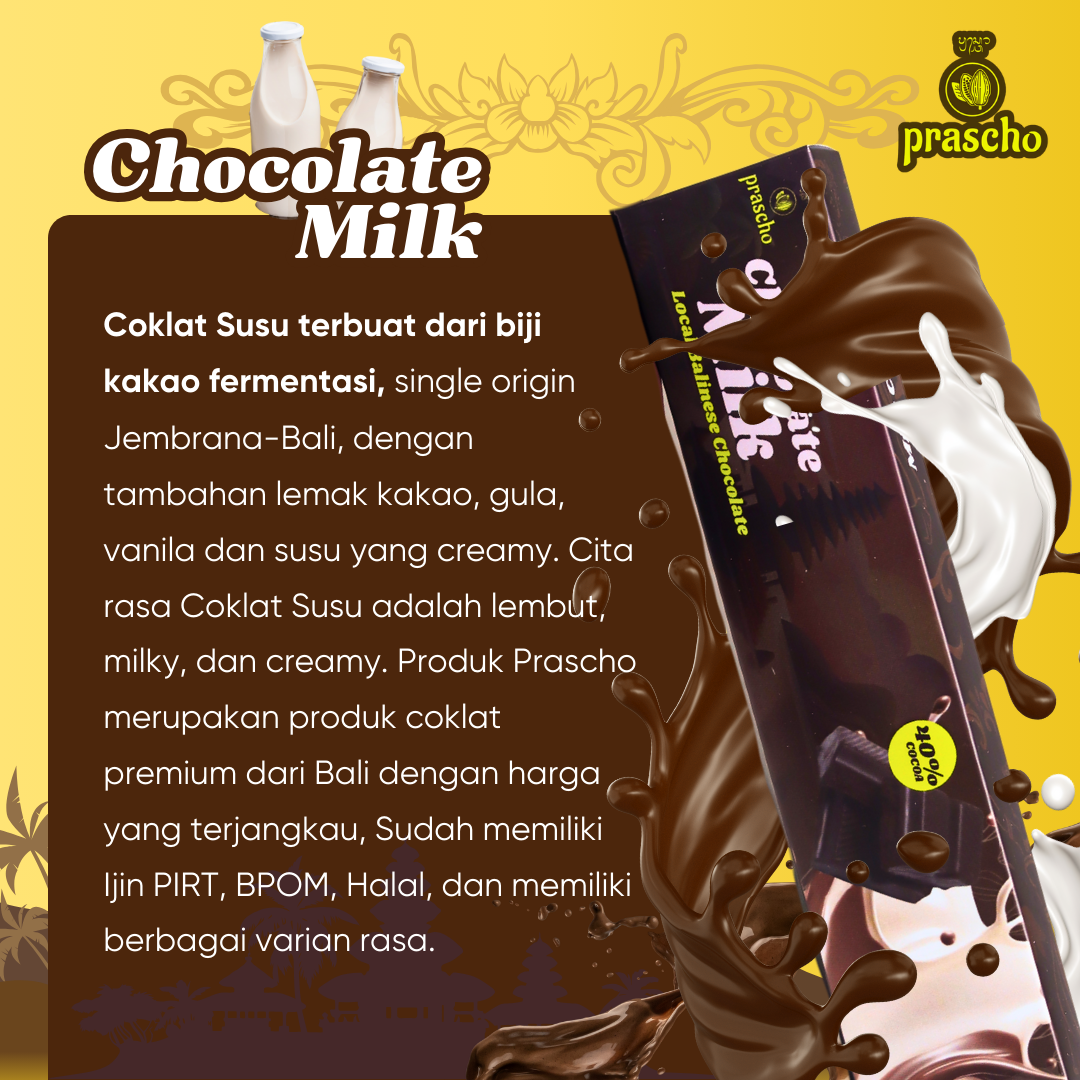 prascho
Chocolate
Milk
Coklat Susu terbuat dari biji
kakao fermentasi, single origin
Jembrana-Bali, dengan
tambahan lemak kakao, gula,
vanila dan susu yang creamy. Cita
rasa Coklat Susu adalah lembut,
milky, dan creamy. Produk Prascho
merupakan produk coklat
premium dari Bali dengan harga
yang terjangkau, Sudah memiliki
Ijin PIRT, BPOM, Halal, dan memiliki
berbagai varian rasa.
prascho
Milk
Local Balinese Chocolate
40%
COCOA